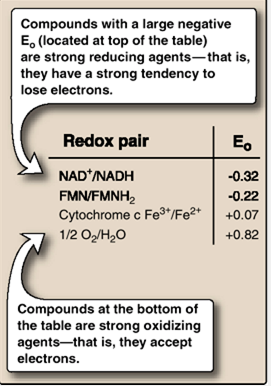 Compounds with a large negative
Eₒ (located at top of the table)
are strong reducing agents—that is,
they have a strong tendency to
lose electrons.
Redox pair Eₒ
NAD⁺/NADH -0.32
FMN/FMNH₂ -0.22
Cytochrome c Fe³⁺/Fe²⁺ +0.07
1/2 O₂/H₂O +0.82
Compounds at the bottom of
the table are strong oxidizing
agents—that is, they accept
electrons.